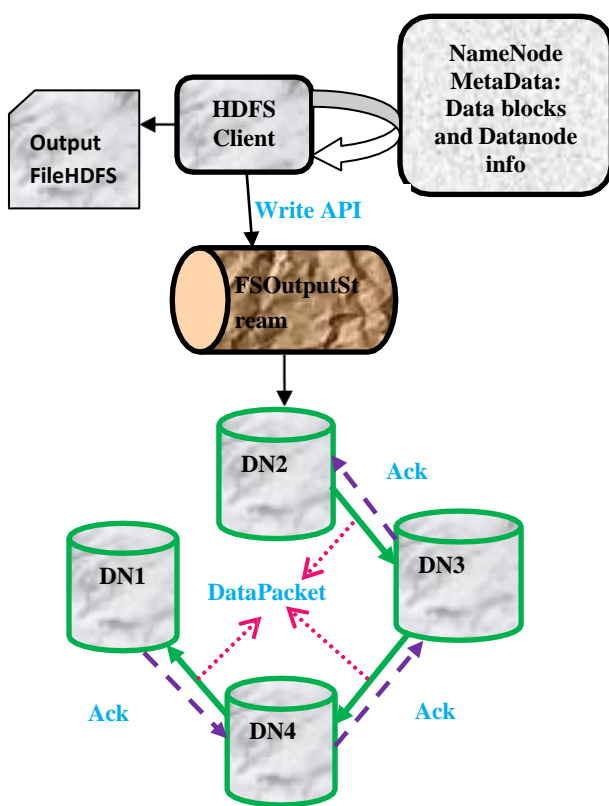 NameNode
MetaData:
Data blocks
and Datanode
info
HDFS
Client
Output
FileHDFS
Write API
FSOutputSt
ream
DN2
Ack
DN1
DN3
DataPacket
Ack
Ack
DN4